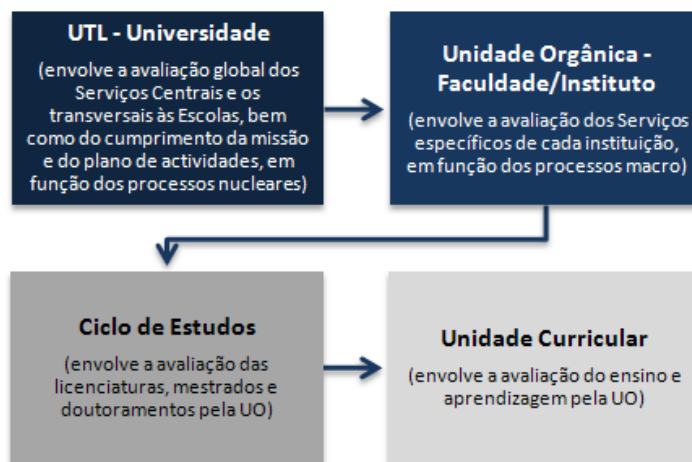 UTL - Universidade
(envolve a avaliação global dos
Serviços Centrais e os
transversais às Escolas, bem
como do cumprimento da missão
e do plano de actividades, em
função dos processos nucleares)
Unidade Orgânica -
Faculdade/Instituto
(envolve a avaliação dos Serviços
específicos de cada instituição,
em função dos processos macro)
Ciclo de Estudos
(envolve a avaliação das
licenciaturas, mestrados e
doutoramentos pela UO)
Unidade Curricular
(envolve a avaliação do ensino e
aprendizagem pela UO)